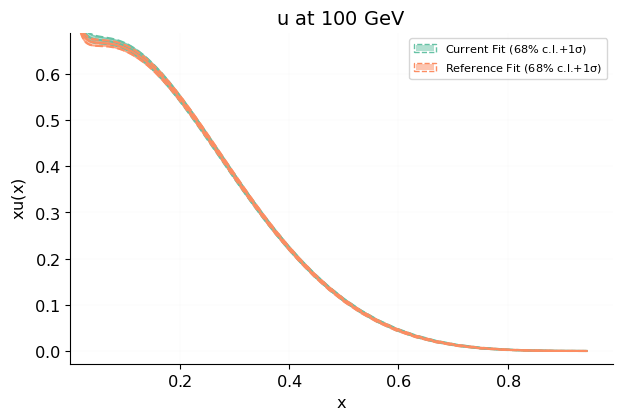 u at 100 GeV
Current Fit (68% c.l.+1σ)
Reference Fit (68% c.l.+1σ)
xu(x)
0.6
0.5
0.4
0.3
0.2
0.1
0.0
0.2 0.4 0.6 0.8
x